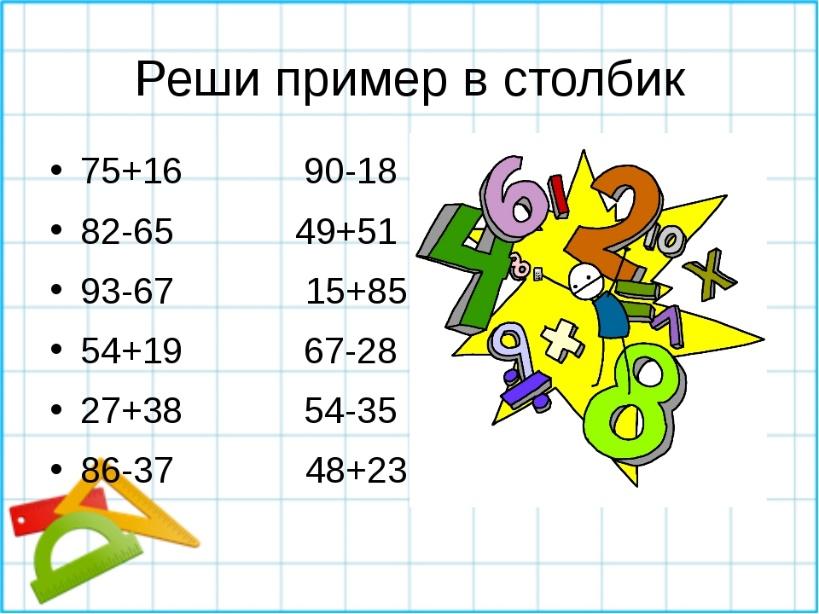 Реши пример в столбик
• 75+16 90-18
• 82-65 49+51
• 93-67 15+85
• 54+19 67-28
• 27+38 54-35
• 86-37 48+23